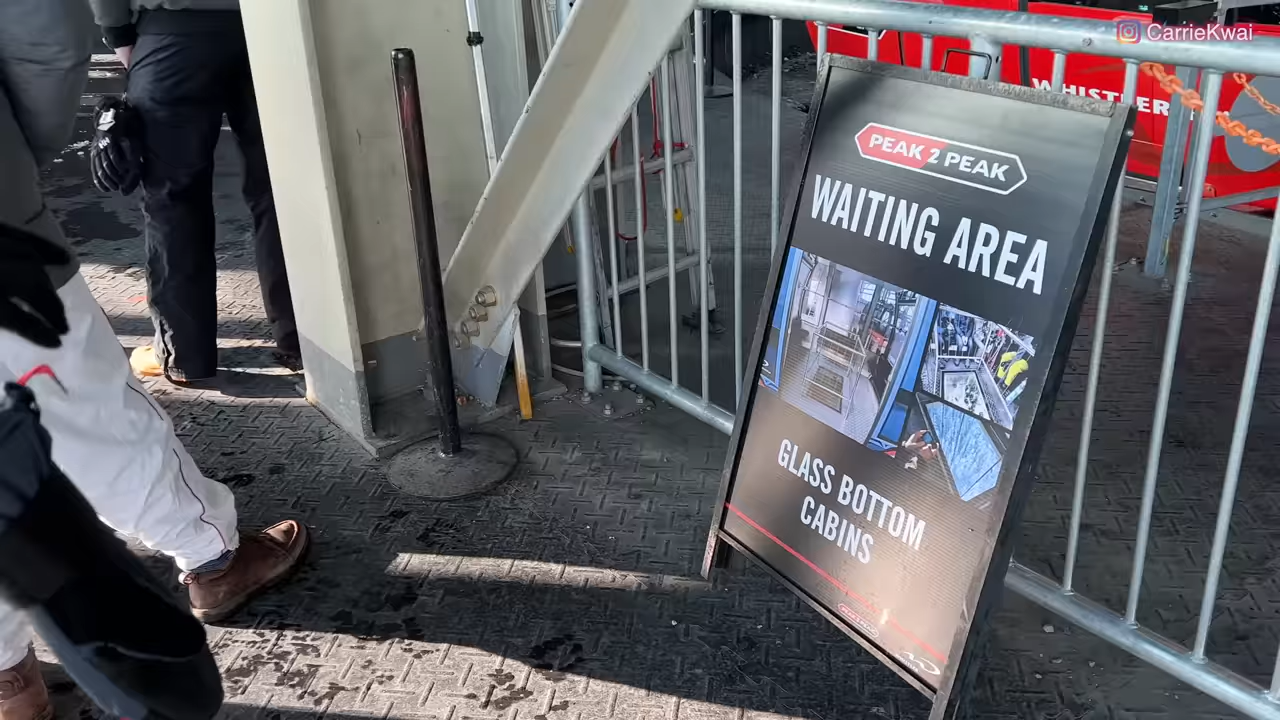 CarrieKwai
WHISTLER
PEAK 2 PEAK
WAITING AREA
GLASS BOTTOM
CABINS